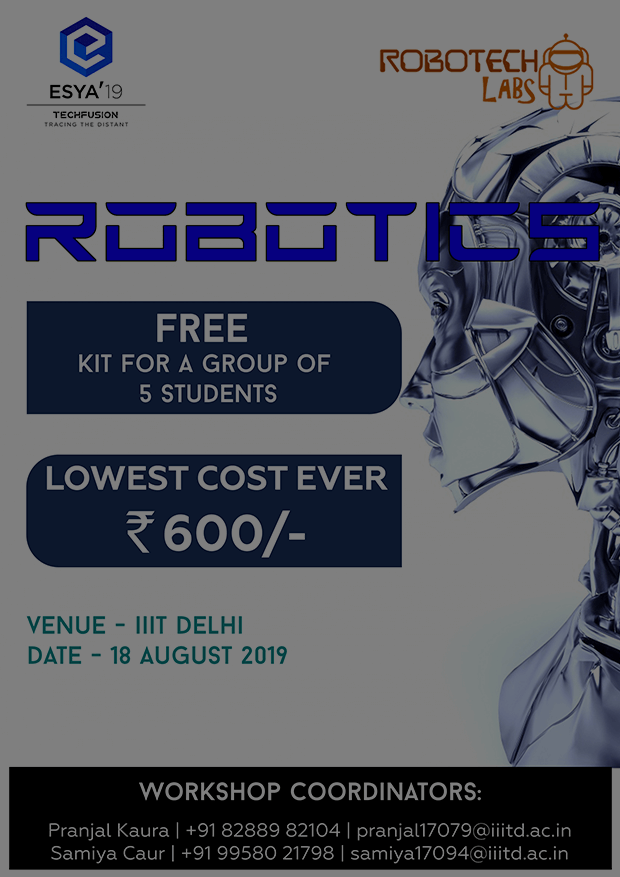 ESYA'19
TECHFUSION
TRACING THE DISTANT
ROBOTECH
LABS
ROBOTICS
FREE
KIT FOR A GROUP OF
5 STUDENTS
LOWEST COST EVER
₹ 600/-
VENUE - IIIT DELHI
DATE - 18 AUGUST 2019
WORKSHOP COORDINATORS:
Pranjal Kaura | +91 82889 82104 | pranjal17079@iiitd.ac.in
Samiya Caur | +91 99580 21798 | samiya17094@iiitd.ac.in